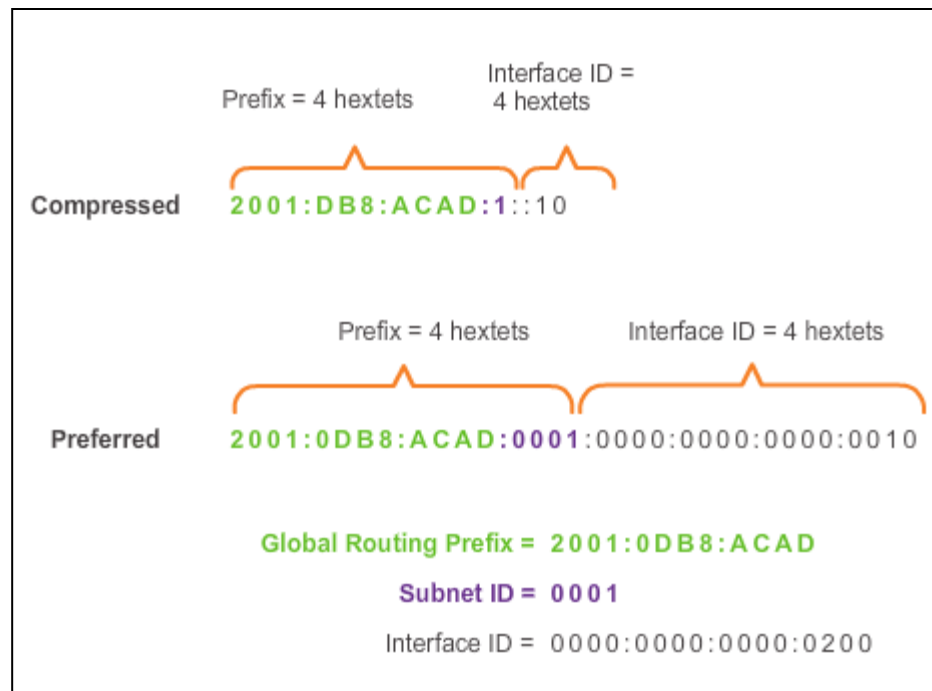 Prefix = 4 hextets
Interface ID =
4 hextets
Compressed 2001:DB8:ACAD:1::10
Prefix = 4 hextets
Interface ID = 4 hextets
Preferred 2001:0DB8:ACAD:0001:0000:0000:0000:0010
Global Routing Prefix = 2001:0DB8:ACAD
Subnet ID = 0001
Interface ID = 0000:0000:0000:0200